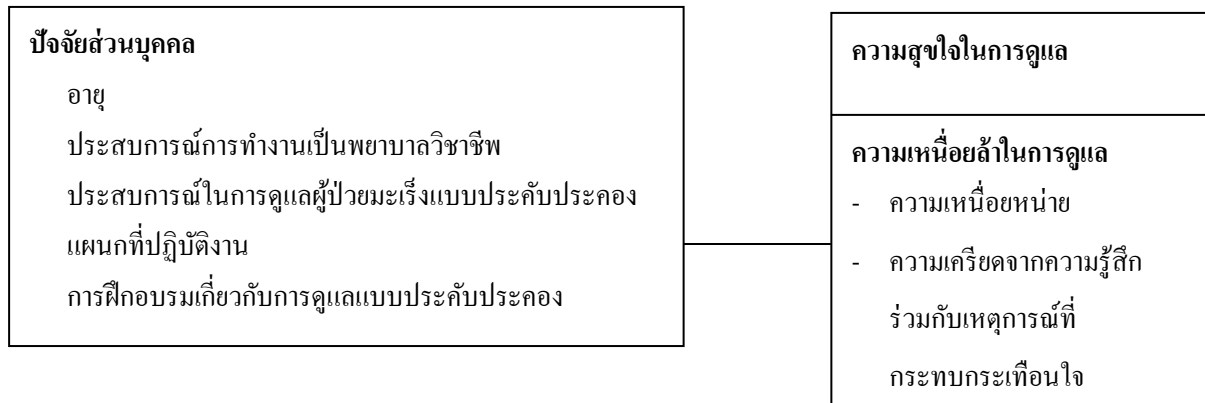 ปัจจัยส่วนบุคคล
อายุ
ประสบการณ์การทำงานเป็นพยาบาลวิชาชีพ
ประสบการณ์ในการดูแลผู้ป่วยมะเร็งแบบประคับประคอง
แผนกที่ปฏิบัติงาน
การฝึกอบรมเกี่ยวกับการดูแลแบบประคับประคอง
ความสุขใจในการดูแล
ความเหนื่อยล้าในการดูแล
- ความเหนื่อยหน่าย
- ความเครียดจากความรู้สึก
ร่วมกับเหตุการณ์ที่
กระทบกระเทือนใจ